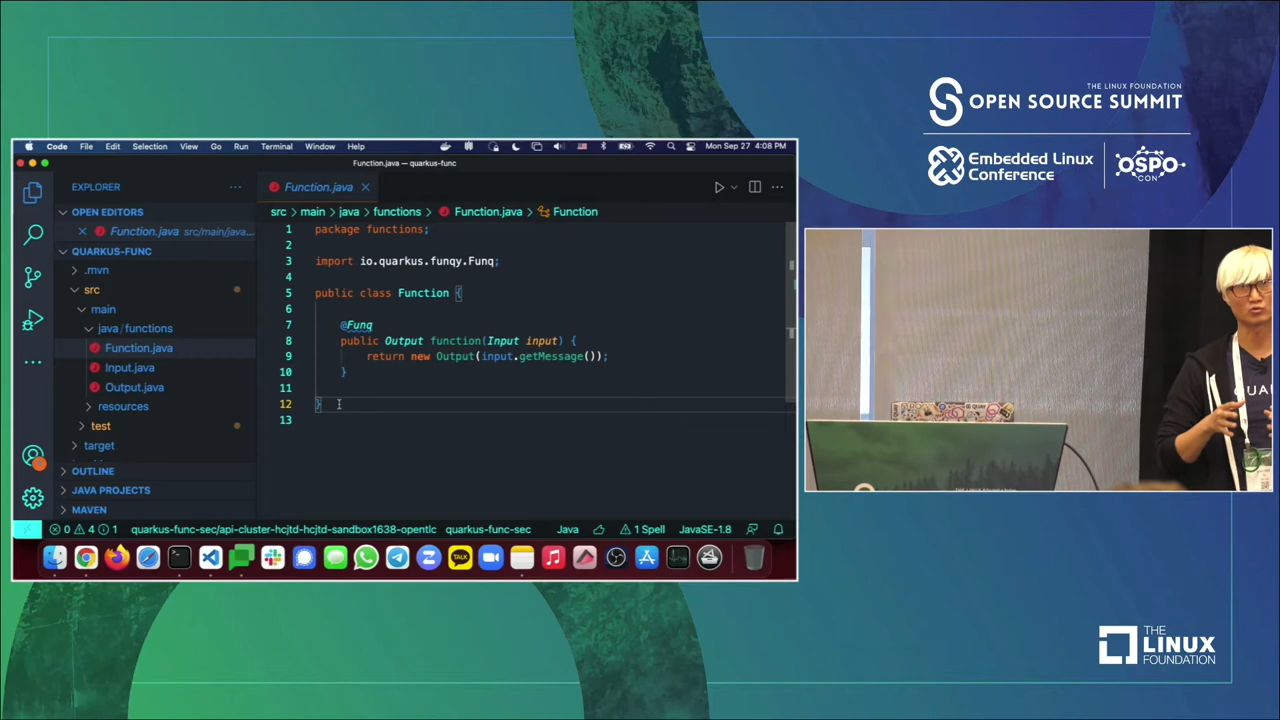 THE LINUX FOUNDATION
OPEN SOURCE SUMMIT
Embedded Linux
Conference
OSPO
CON
Code File Edit Selection View Go Run Terminal Window Help
Mon Sep 27 4:08 PM
Function.java — quarkus-func
EXPLORER
OPEN EDITORS
Function.java src/main/java...
QUARKUS-FUNC
.mvn
src
main
java/functions
Function.java
Input.java
Output.java
resources
test
target
OUTLINE
JAVA PROJECTS
MAVEN
Function.java
src > main > java > functions > Function.java > Function
1 package functions;
2
3 import io.quarkus.funqy.Funq;
4
5 public class Function {
6
7 @Funq
8 public Output function(Input input) {
9 return new Output(input.getMessage());
10 }
11
12 }
13
0 4 1 quarkus-func-sec/api-cluster-hcjtd-hcjtd-sandbox1638-opentlc quarkus-func-sec Java 1 Spell JavaSE-1.8
TALK
QUA
THE
LINUX
FOUNDATION